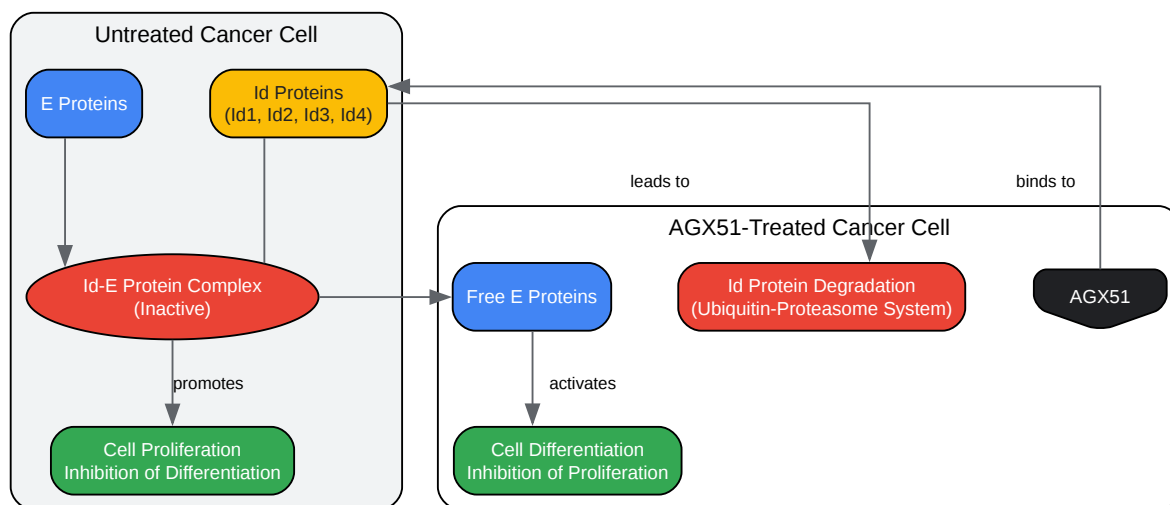 Untreated Cancer Cell
E Proteins
Id Proteins
(Id1, Id2, Id3, Id4)
leads to
binds to
AGX51-Treated Cancer Cell
Id-E Protein Complex
(Inactive)
Free E Proteins
Id Protein Degradation
(Ubiquitin-Proteasome System)
AGX51
promotes
activates
Cell Proliferation
Inhibition of Differentiation
Cell Differentiation
Inhibition of Proliferation